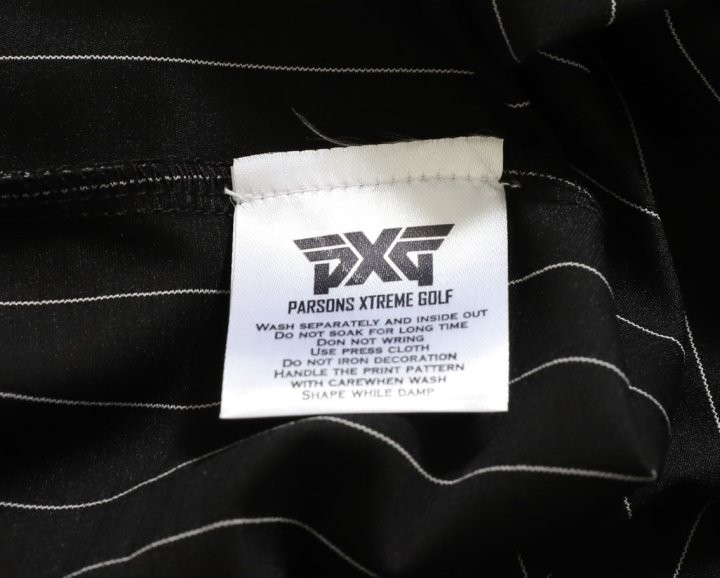 PXG
PARSONS XTREME GOLF
WASH SEPARATELY AND INSIDE OUT
DO NOT SOAK FOR LONG TIME
DON NOT WRING
USE PRESS CLOTH
DO NOT IRON DECORATION
HANDLE THE PRINT PATTERN
WITH CAREWHEN WASH
SHAPE WHILE DAMP